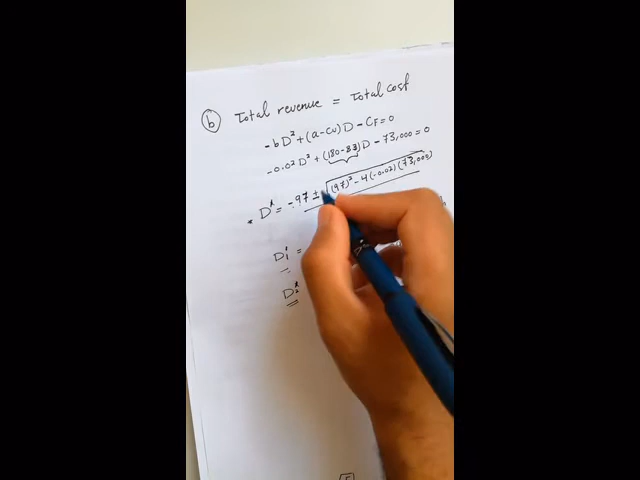 b Total revenue = Total cost
-bD² + (a-Cv)D - CF = 0
-0.02D² + (180-83)D - 73,000 = 0
* D* = -97 ± √(97)² - 4(-0.02)(73,000)
D₁* =
D₂*